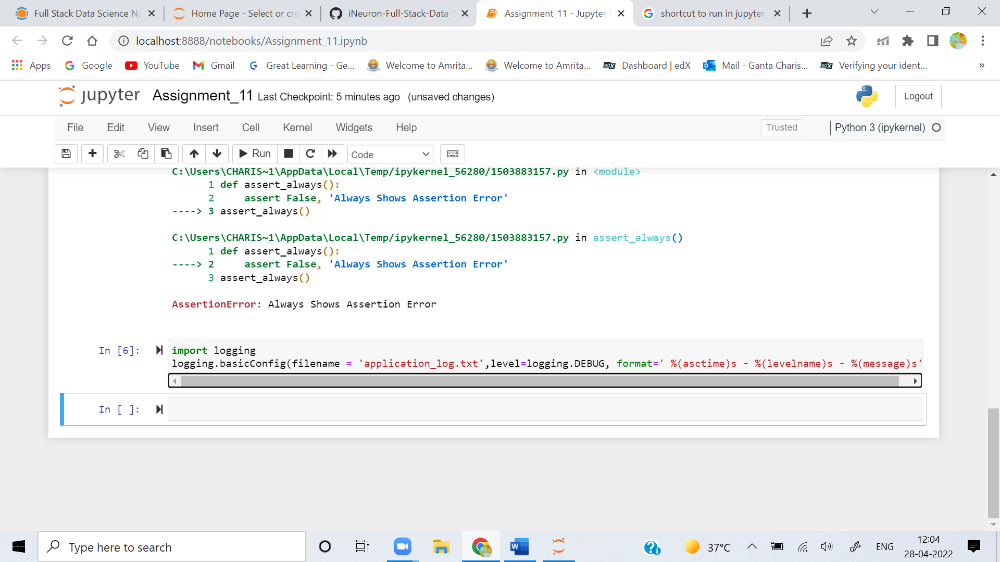 Full Stack Data Science No
Home Page - Select or cre
iNeuron-Full-Stack-Data-S
Assignment_11 - Jupyter
shortcut to run in jupyter
localhost:8888/notebooks/Assignment_11.ipynb
Apps
Google
YouTube
Gmail
Great Learning - Ge...
Welcome to Amrita...
Welcome to Amrita...
edX
Dashboard | edX
Mail - Ganta Charis...
edX
Verifying your ident...
»
jupyter
Assignment_11 Last Checkpoint: 5 minutes ago (unsaved changes)
Logout
File Edit View Insert Cell Kernel Widgets Help
Trusted
Python 3 (ipykernel)
Run
Code
C:\Users\CHARIS~1\AppData\Local\Temp/ipykernel_56280/1503883157.py in <module>
1 def assert_always():
2     assert False, 'Always Shows Assertion Error'
----> 3 assert_always()
C:\Users\CHARIS~1\AppData\Local\Temp/ipykernel_56280/1503883157.py in assert_always()
1 def assert_always():
----> 2     assert False, 'Always Shows Assertion Error'
3 assert_always()
AssertionError: Always Shows Assertion Error
In [6]:
import logging
logging.basicConfig(filename = 'application_log.txt',level=logging.DEBUG, format=' %(asctime)s - %(levelname)s - %(message)s'
In [ ]:
Type here to search
37°C
ENG
12:04
28-04-2022